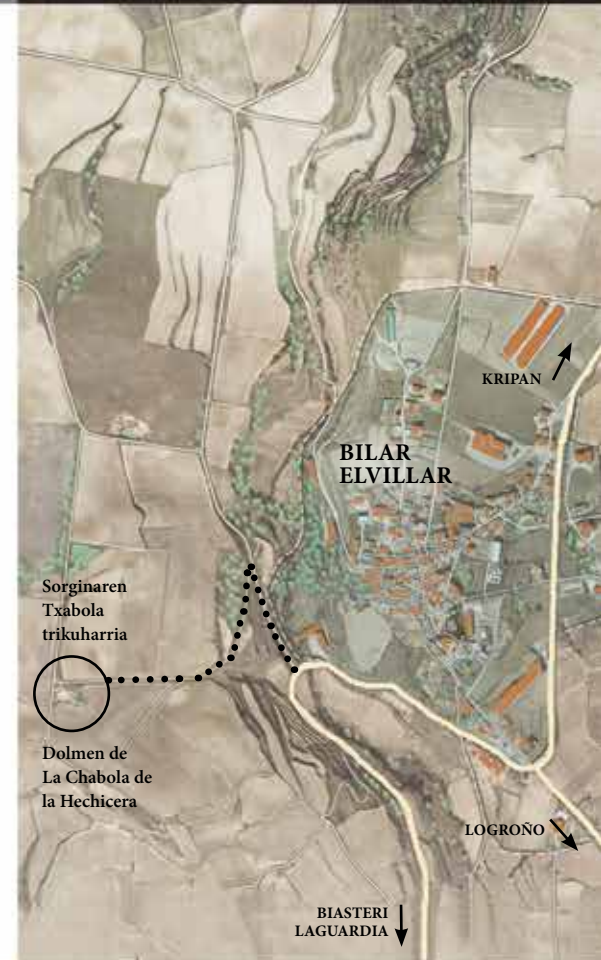 KRIPAN
BILAR
ELVILLAR
Sorginaren
Txabola
trikuharria
Dolmen de
La Chabola de
la Hechicera
LOGROÑO
BIASTERI
LAGUARDIA